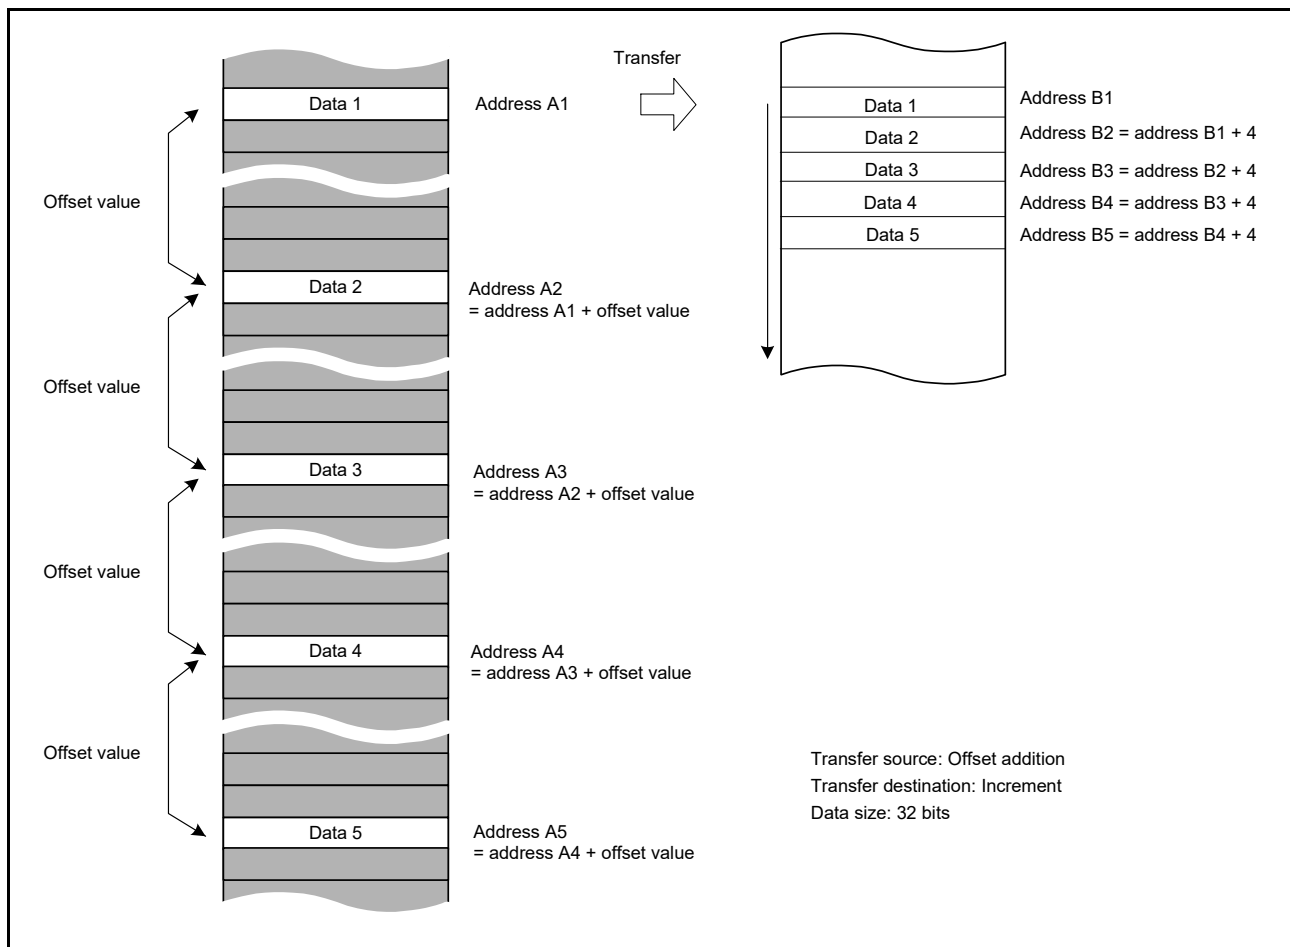 Transfer
Data 1
Address A1
Data 1
Address B1
Data 2
Address B2 = address B1 + 4
Data 3
Address B3 = address B2 + 4
Data 4
Address B4 = address B3 + 4
Data 5
Address B5 = address B4 + 4
Offset value
Data 2
Address A2
= address A1 + offset value
Offset value
Data 3
Address A3
= address A2 + offset value
Offset value
Data 4
Address A4
= address A3 + offset value
Offset value
Data 5
Address A5
= address A4 + offset value
Transfer source: Offset addition
Transfer destination: Increment
Data size: 32 bits